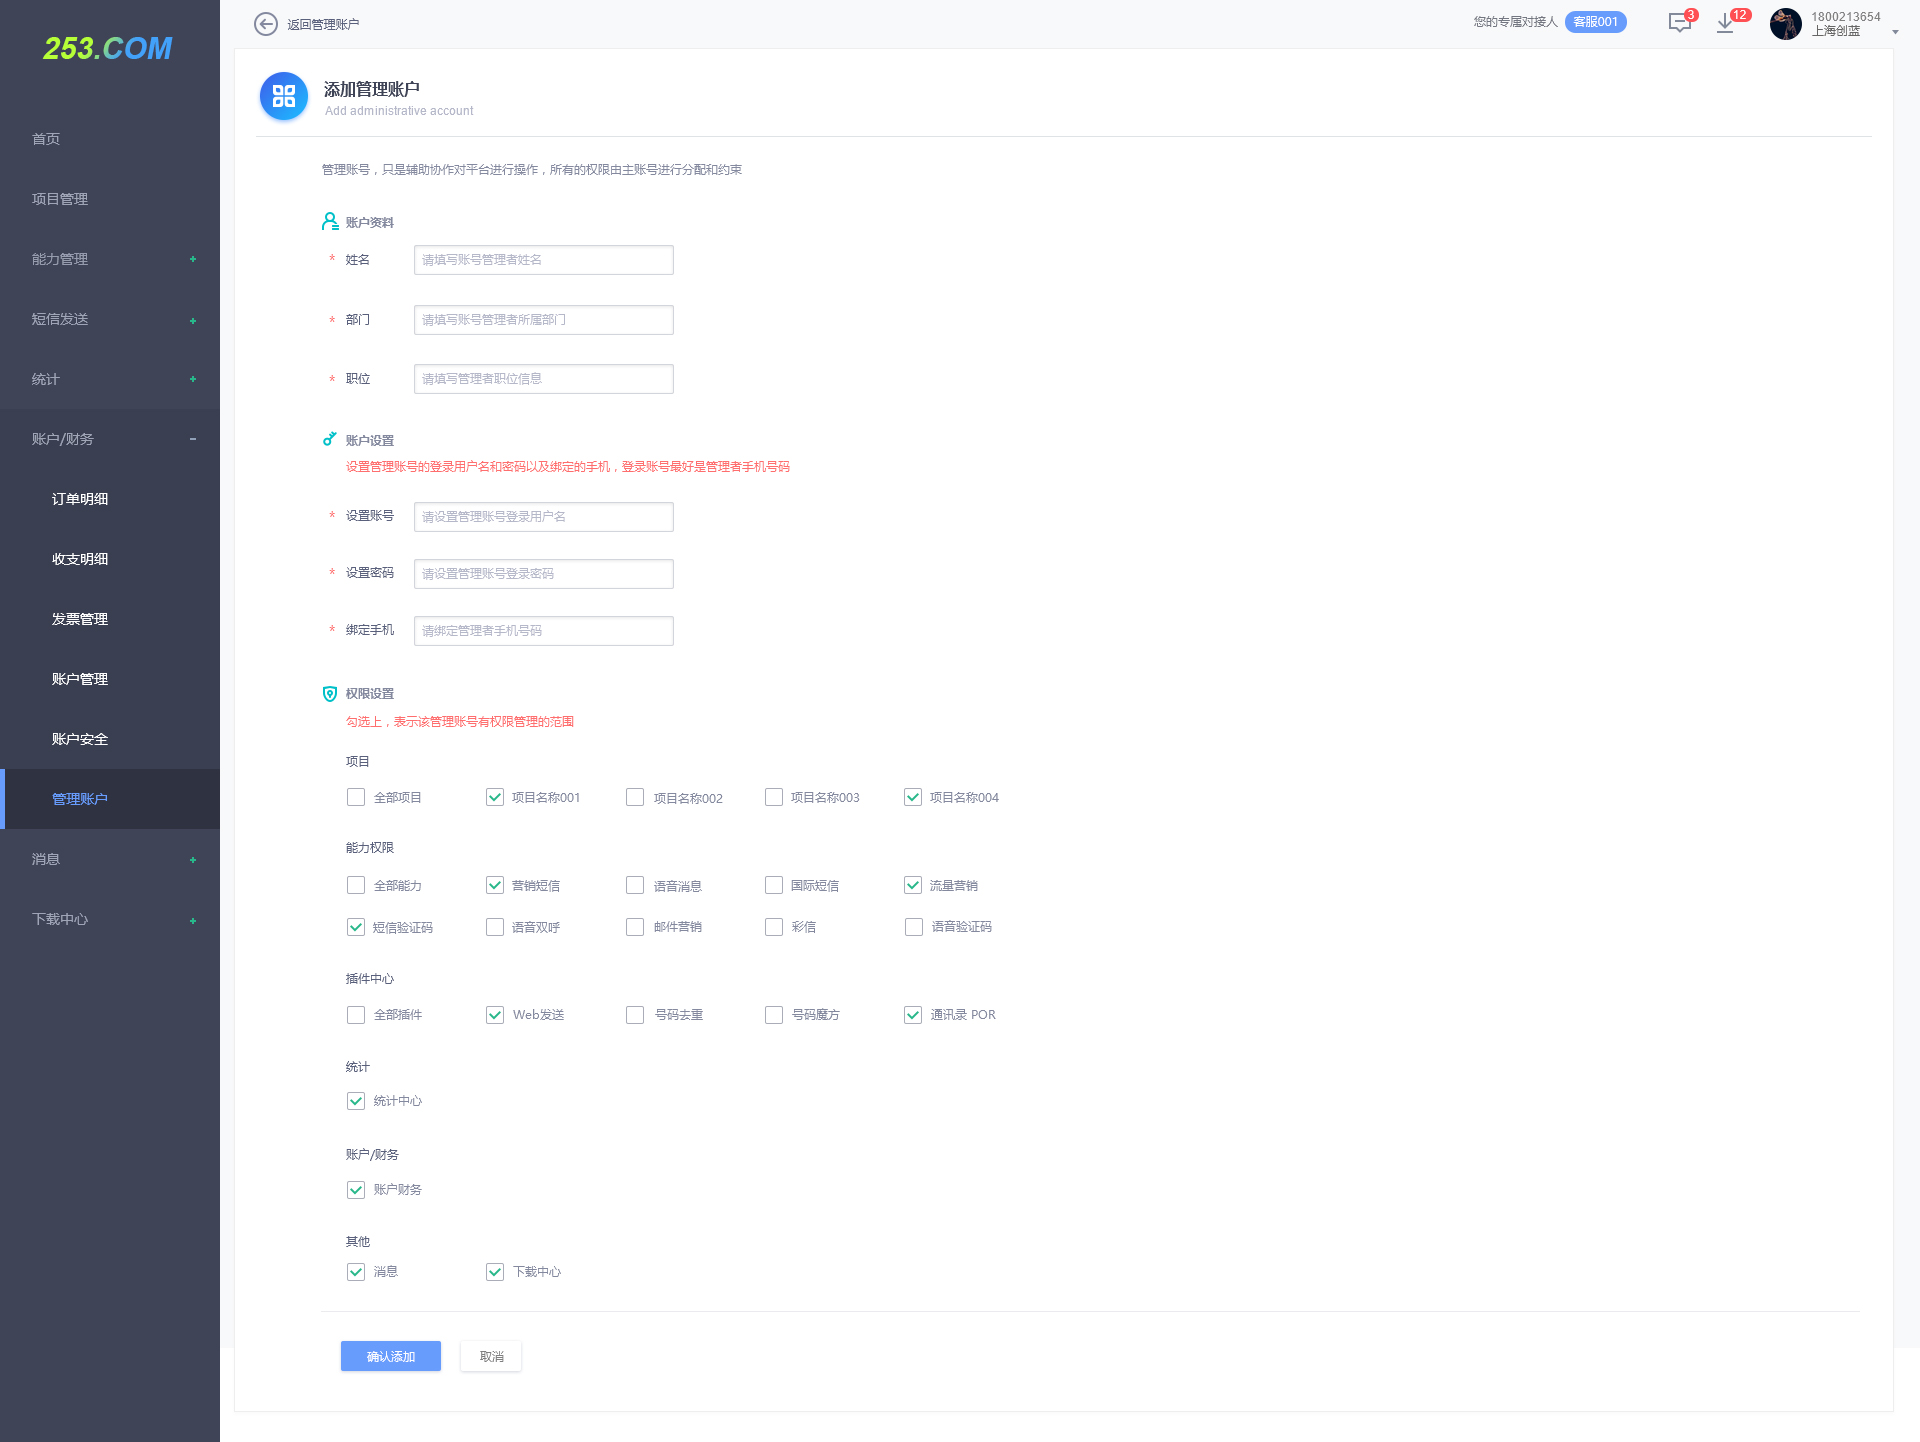 253.COM
返回管理账户
您的专属对接人 客服001
3
12
1800213654
上海创蓝
首页
项目管理
能力管理 +
短信发送 +
统计 +
账户/财务 -
订单明细
收支明细
发票管理
账户管理
账户安全
管理账户
消息 +
下载中心 +
添加管理账户
Add administrative account
管理账号，只是辅助协作对平台进行操作，所有的权限由主账号进行分配和约束
账户资料
* 姓名 请填写账号管理者姓名
* 部门 请填写账号管理者所属部门
* 职位 请填写管理者职位信息
账户设置
设置管理账号的登录用户名和密码以及绑定的手机，登录账号最好是管理者手机号码
* 设置账号 请设置管理账号登录用户名
* 设置密码 请设置管理账号登录密码
* 绑定手机 请绑定管理者手机号码
权限设置
勾选上，表示该管理账号有权限管理的范围
项目
全部项目 项目名称001 项目名称002 项目名称003 项目名称004
能力权限
全部能力 营销短信 语音消息 国际短信 流量营销
短信验证码 语音双呼 邮件营销 彩信 语音验证码
插件中心
全部插件 Web发送 号码去重 号码魔方 通讯录 POR
统计
统计中心
账户/财务
账户财务
其他
消息 下载中心
确认添加 取消